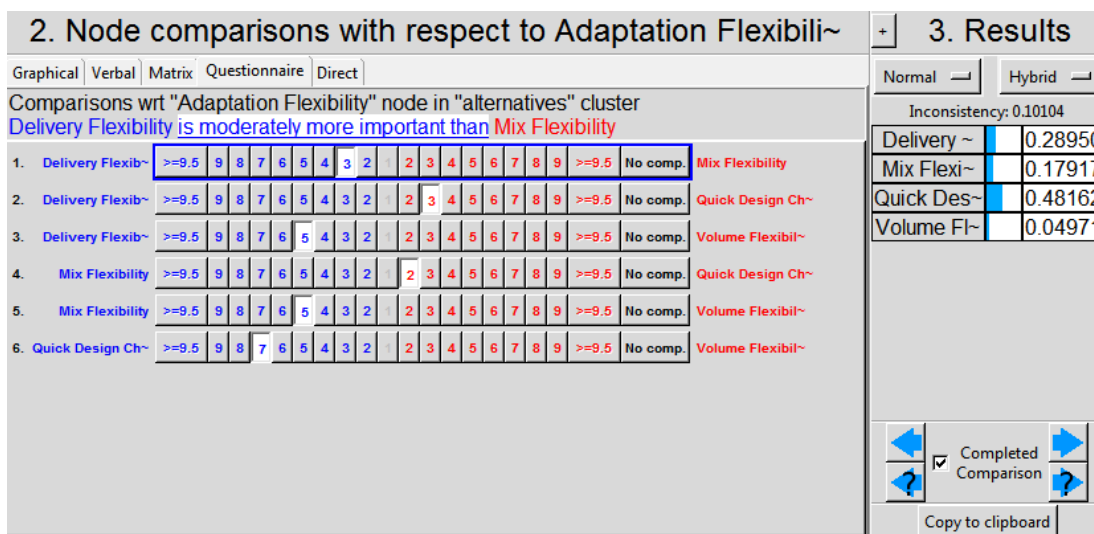 2. Node comparisons with respect to Adaptation Flexibili~
+ 3. Results
Graphical Verbal Matrix Questionnaire Direct
Normal Hybrid
Comparisons wrt "Adaptation Flexibility" node in "alternatives" cluster
Delivery Flexibility is moderately more important than Mix Flexibility
Inconsistency: 0.10104
Delivery ~ 0.28950
Mix Flexi~ 0.17917
Quick Des~ 0.48162
Volume Fl~ 0.04971
1. Delivery Flexib~ >=9.5 9 8 7 6 5 4 3 2 1 2 3 4 5 6 7 8 9 >=9.5 No comp. Mix Flexibility
2. Delivery Flexib~ >=9.5 9 8 7 6 5 4 3 2 1 2 3 4 5 6 7 8 9 >=9.5 No comp. Quick Design Ch~
3. Delivery Flexib~ >=9.5 9 8 7 6 5 4 3 2 1 2 3 4 5 6 7 8 9 >=9.5 No comp. Volume Flexibil~
4. Mix Flexibility >=9.5 9 8 7 6 5 4 3 2 1 2 3 4 5 6 7 8 9 >=9.5 No comp. Quick Design Ch~
5. Mix Flexibility >=9.5 9 8 7 6 5 4 3 2 1 2 3 4 5 6 7 8 9 >=9.5 No comp. Volume Flexibil~
6. Quick Design Ch~ >=9.5 9 8 7 6 5 4 3 2 1 2 3 4 5 6 7 8 9 >=9.5 No comp. Volume Flexibil~
Completed
Comparison
? ?
Copy to clipboard